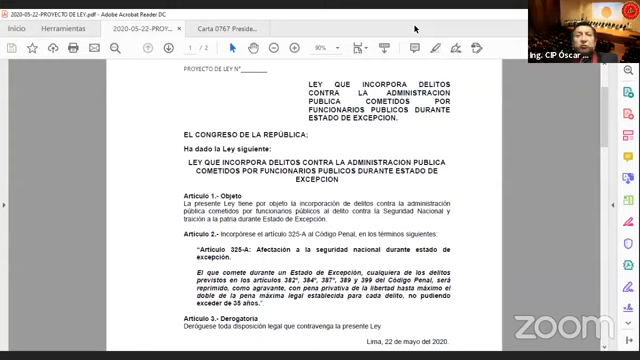 2020-05-22-PROYECTO DE LEY.pdf - Adobe Acrobat Reader DC
Inicio
Herramientas
2020-05-22-PROY...
Carta 0767 Preside...
1 / 2
90%
Ing. CIP Óscar
PROYECTO DE LEY N°
LEY QUE INCORPORA DELITOS
CONTRA LA ADMINISTRACION
PUBLICA COMETIDOS POR
FUNCIONARIOS PUBLICOS DURANTE
ESTADO DE EXCEPCION.
EL CONGRESO DE LA REPÚBLICA;
Ha dado la Ley siguiente:
LEY QUE INCORPORA DELITOS CONTRA LA ADMINISTRACION PUBLICA
COMETIDOS POR FUNCIONARIOS PUBLICOS DURANTE ESTADO DE
EXCEPCION
Artículo 1.- Objeto
La presente Ley tiene por objeto la incorporación de delitos contra la administración
pública cometidos por funcionarios públicos al delito contra la Seguridad Nacional y
traición a la patria durante Estado de Excepción.
Artículo 2.- Incorpórese el artículo 325-A al Código Penal, en los términos siguientes:
“Artículo 325-A: Afectación a la seguridad nacional durante estado de
excepción.
El que comete durante un Estado de Excepción, cualquiera de los delitos
previstos en los artículos 382°, 384°, 387°, 389 y 399 del Código Penal, será
reprimido, como agravante, con pena privativa de la libertad hasta máximo el
doble de la pena máxima legal establecida para cada delito, no pudiendo
exceder de 35 años.”.
Artículo 3.- Derogatoria
Deróguese toda disposición legal que contravenga la presente Ley
Lima, 22 de mayo del 2020.
zoom